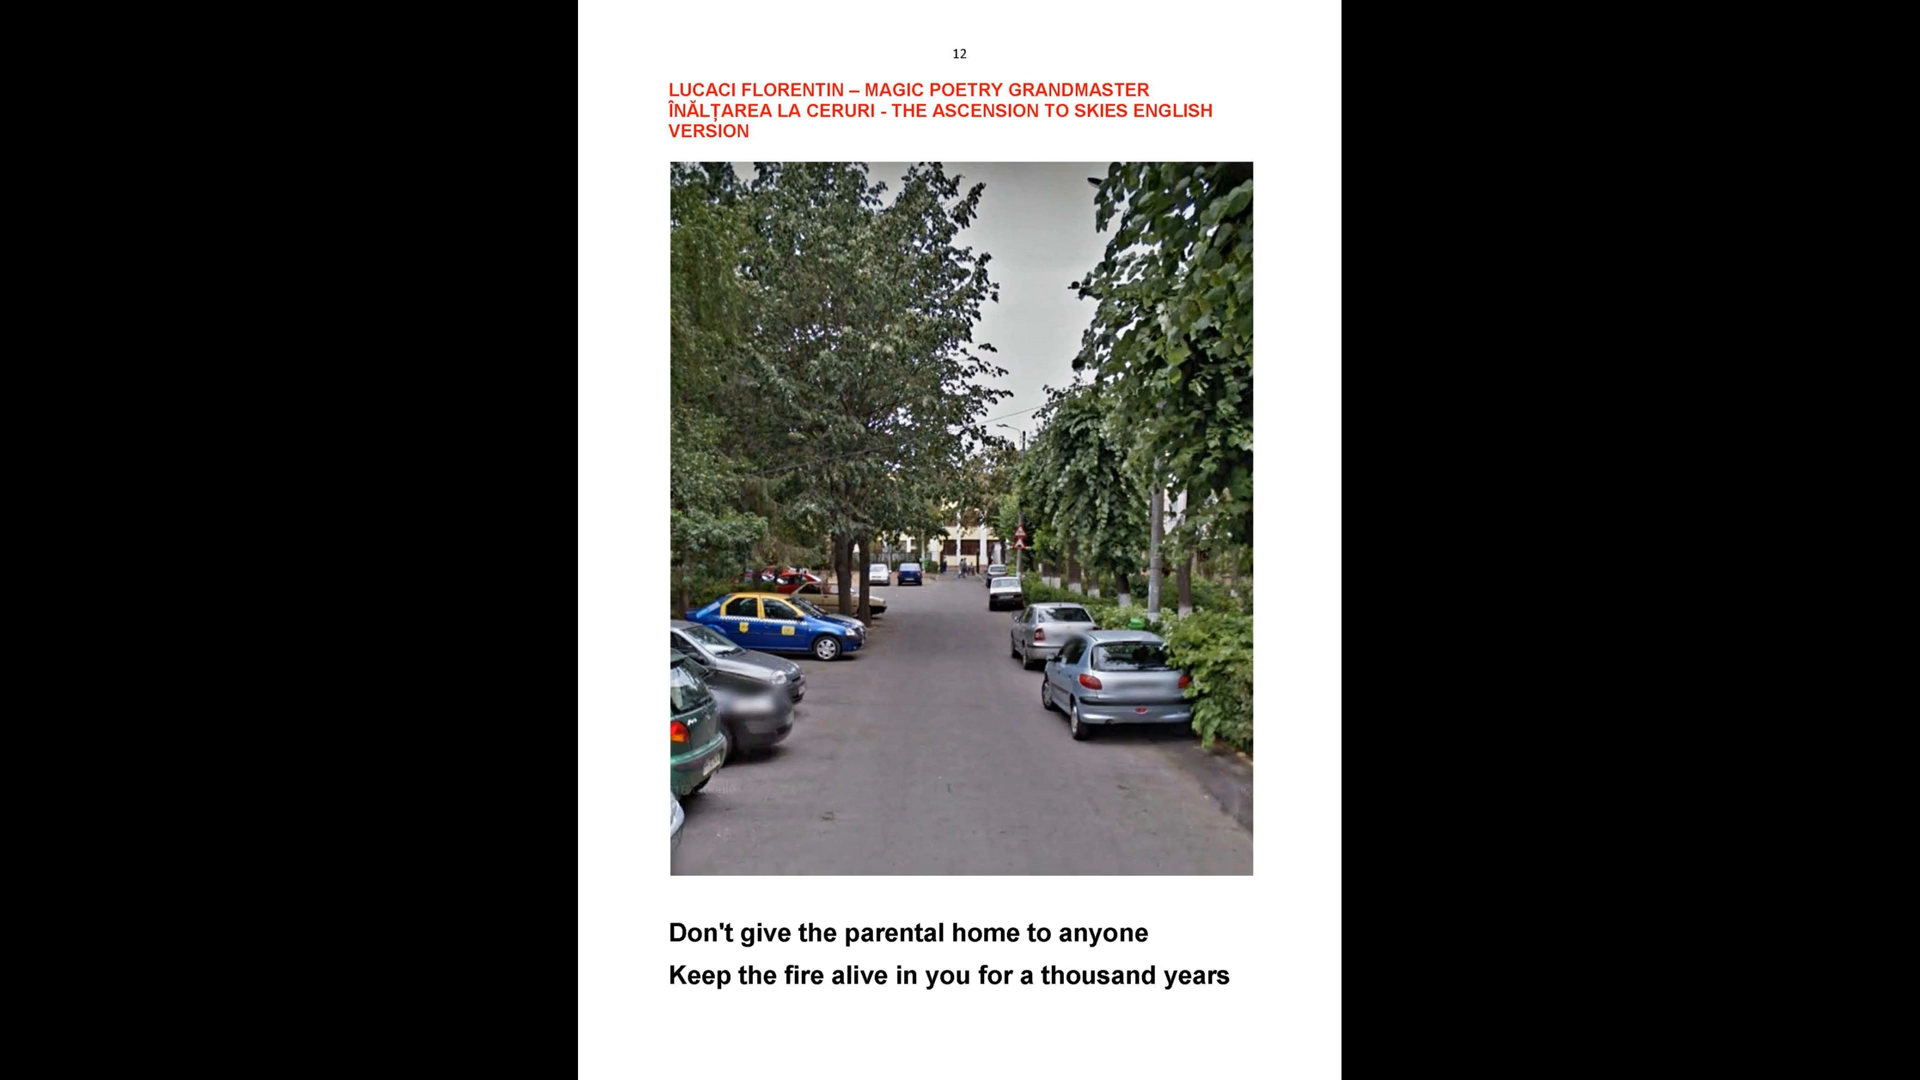 12
LUCACI FLORENTIN – MAGIC POETRY GRANDMASTER
ÎNĂLȚAREA LA CERURI - THE ASCENSION TO SKIES ENGLISH
VERSION
Don't give the parental home to anyone
Keep the fire alive in you for a thousand years